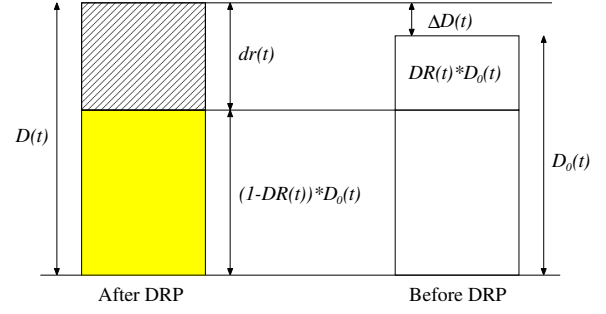 ΔD(t)
dr(t)
DR(t)*D₀(t)
D(t)
D₀(t)
(1-DR(t))*D₀(t)
After DRP
Before DRP